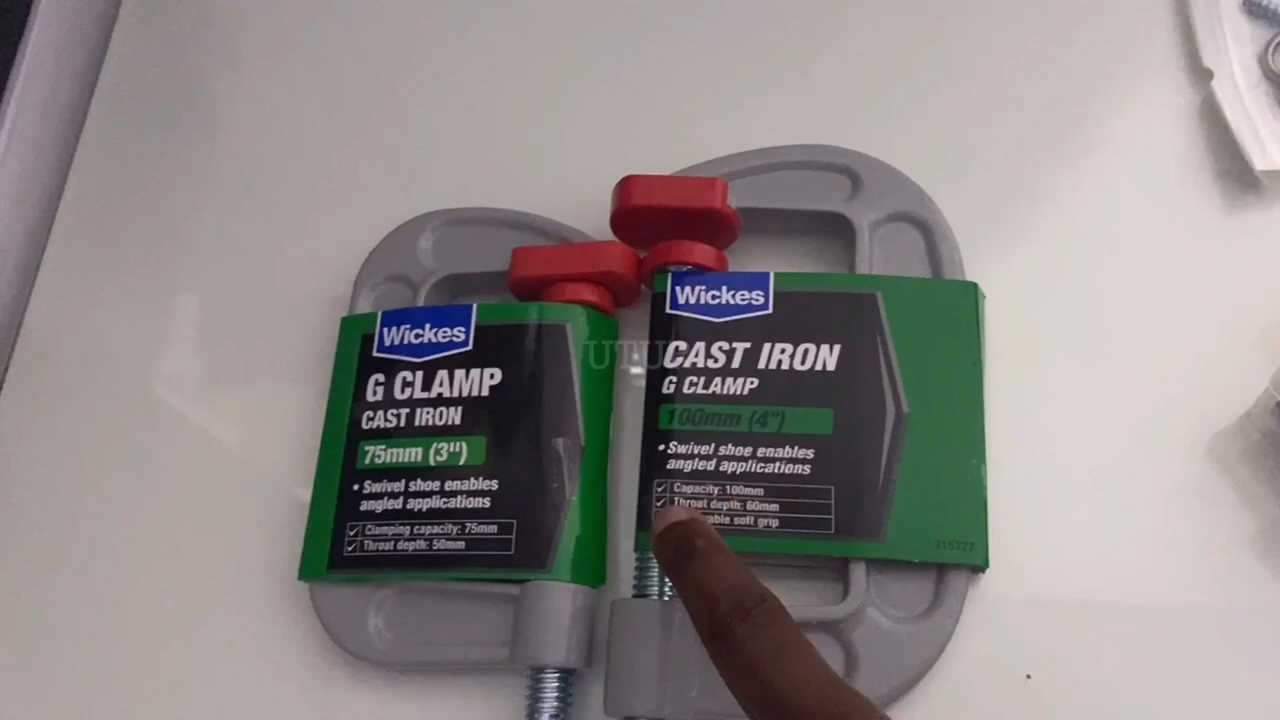 Wickes
G CLAMP
CAST IRON
75mm (3")
• Swivel shoe enables
angled applications
✓ Clamping capacity: 75mm
✓ Throat depth: 50mm
Wickes
CAST IRON
G CLAMP
100mm (4")
• Swivel shoe enables
angled applications
✓ Capacity: 100mm
✓ Throat depth: 60mm
soft grip
215727